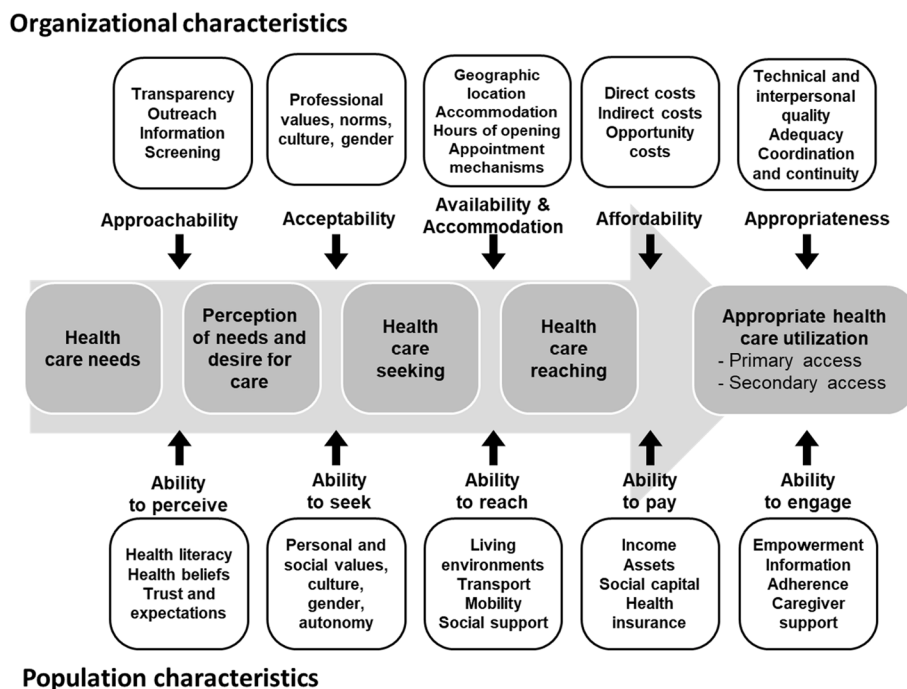 Organizational characteristics
Transparency
Outreach
Information
Screening
Professional
values, norms,
culture, gender
Geographic
location
Accommodation
Hours of opening
Appointment
mechanisms
Direct costs
Indirect costs
Opportunity
costs
Technical and
interpersonal
quality
Adequacy
Coordination
and continuity
Approachability
Acceptability
Availability &
Accommodation
Affordability
Appropriateness
Health
care needs
Perception
of needs and
desire for
care
Health
care
seeking
Health
care
reaching
Appropriate health
care utilization
- Primary access
- Secondary access
Ability
to perceive
Ability
to seek
Ability
to reach
Ability
to pay
Ability
to engage
Health literacy
Health beliefs
Trust and
expectations
Personal and
social values,
culture,
gender,
autonomy
Living
environments
Transport
Mobility
Social support
Income
Assets
Social capital
Health
insurance
Empowerment
Information
Adherence
Caregiver
support
Population characteristics